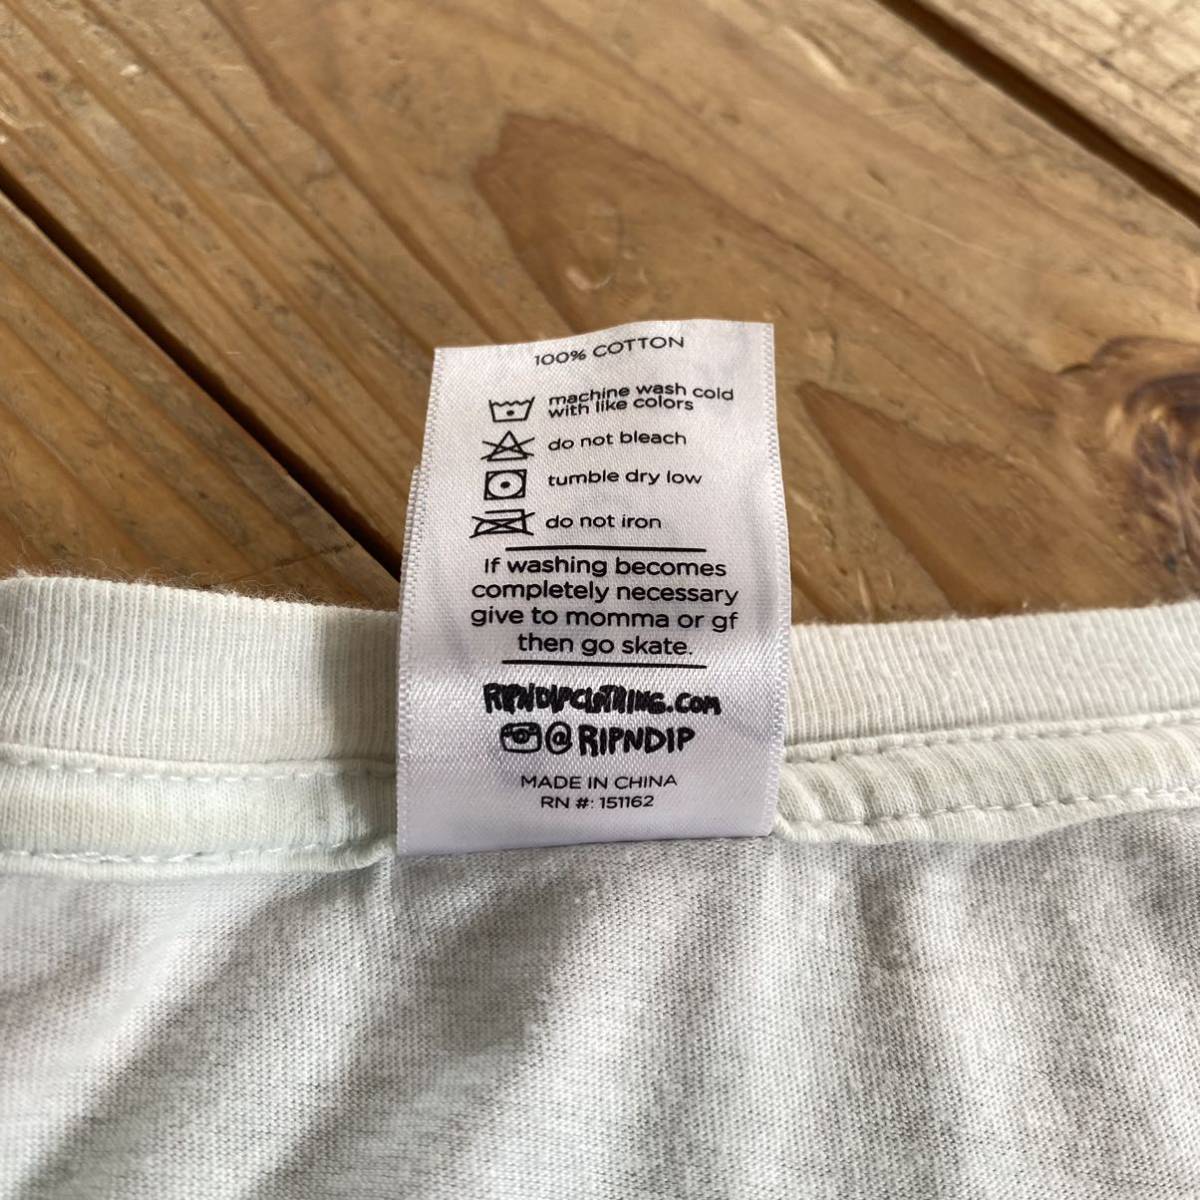 100% COTTON
machine wash cold
with like colors
do not bleach
tumble dry low
do not iron
If washing becomes
completely necessary
give to momma or gf
then go skate.
RIPNDIPCLOTHING.COM
@RIPNDIP
MADE IN CHINA
RN #: 151162